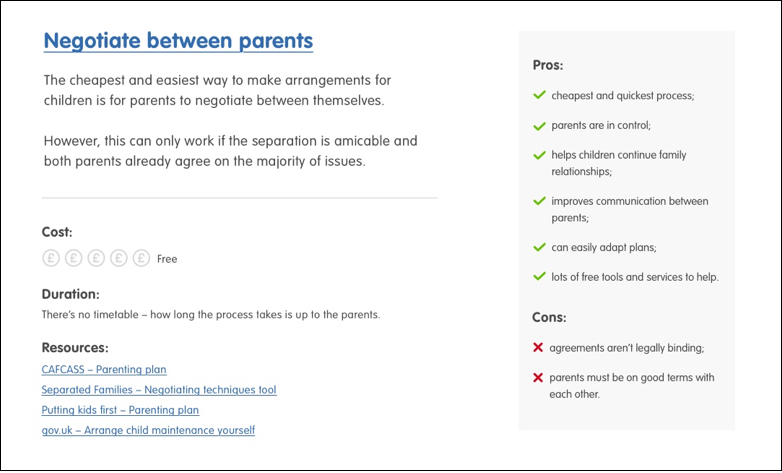 Negotiate between parents
The cheapest and easiest way to make arrangements for
children is for parents to negotiate between themselves.
However, this can only work if the separation is amicable and
both parents already agree on the majority of issues.
Cost:
£ £ £ £ £ Free
Duration:
There's no timetable – how long the process takes is up to the parents.
Resources:
CAFCASS – Parenting plan
Separated Families – Negotiating techniques tool
Putting kids first – Parenting plan
gov.uk – Arrange child maintenance yourself
Pros:
cheapest and quickest process;
parents are in control;
helps children continue family
relationships;
improves communication between
parents;
can easily adapt plans;
lots of free tools and services to help.
Cons:
agreements aren't legally binding;
parents must be on good terms with
each other.